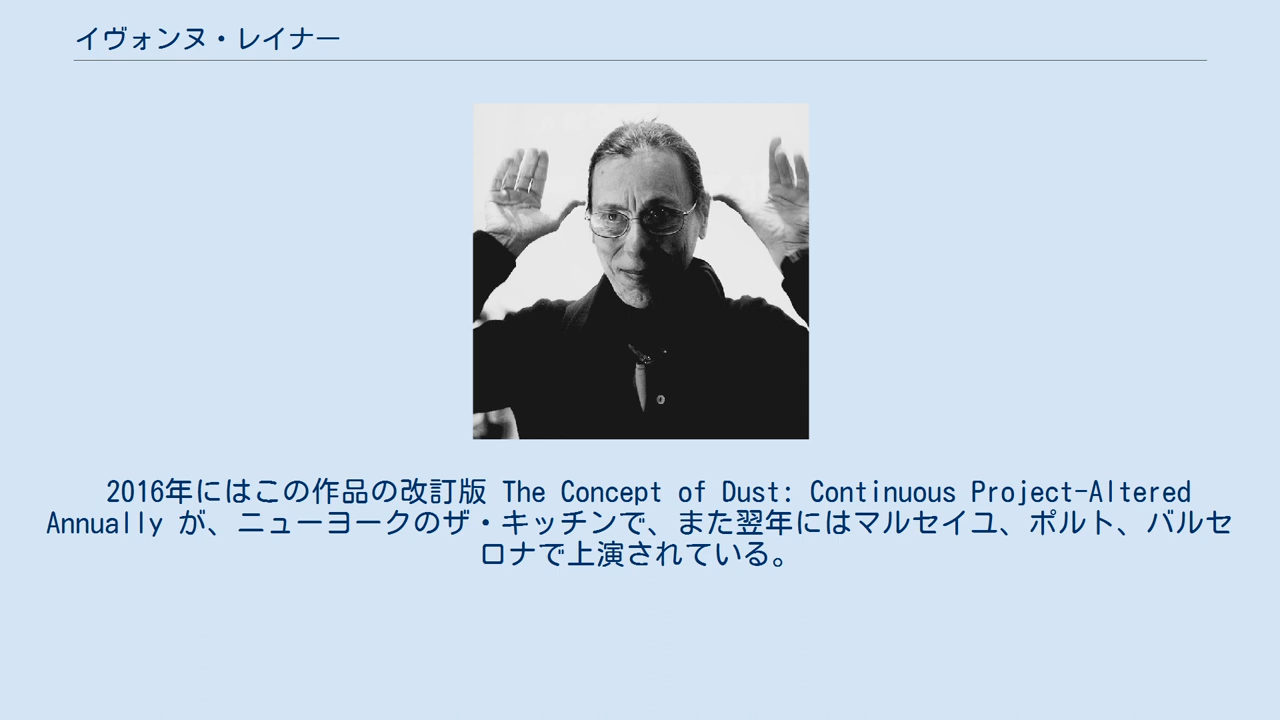 イヴォンヌ・レイナー
2016年にはこの作品の改訂版 The Concept of Dust: Continuous Project-Altered
Annually が、ニューヨークのザ・キッチンで、また翌年にはマルセイユ、ポルト、バルセ
ロナで上演されている。